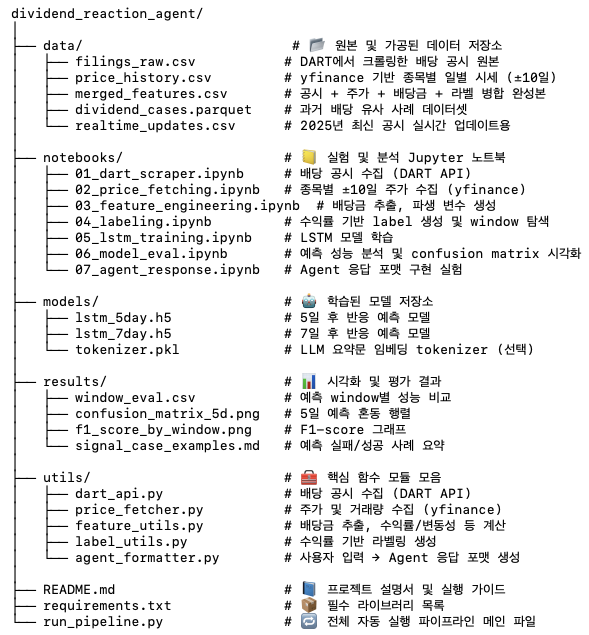 dividend_reaction_agent/
│
├── data/                        # 📂 원본 및 가공된 데이터 저장소
│   ├── filings_raw.csv          # DART에서 크롤링한 배당 공시 원본
│   ├── price_history.csv        # yfinance 기반 종목별 일별 시세 (±10일)
│   ├── merged_features.csv      # 공시 + 주가 + 배당금 + 라벨 병합 완성본
│   ├── dividend_cases.parquet   # 과거 배당 유사 사례 데이터셋
│   └── realtime_updates.csv     # 2025년 최신 공시 실시간 업데이트용
│
├── notebooks/                   # 📒 실험 및 분석 Jupyter 노트북
│   ├── 01_dart_scraper.ipynb    # 배당 공시 수집 (DART API)
│   ├── 02_price_fetching.ipynb  # 종목별 ±10일 주가 수집 (yfinance)
│   ├── 03_feature_engineering.ipynb  # 배당금 추출, 파생 변수 생성
│   ├── 04_labeling.ipynb        # 수익률 기반 label 생성 및 window 탐색
│   ├── 05_lstm_training.ipynb   # LSTM 모델 학습
│   ├── 06_model_eval.ipynb      # 예측 성능 분석 및 confusion matrix 시각화
│   └── 07_agent_response.ipynb  # Agent 응답 포맷 구현 실험
│
├── models/                      # 🤖 학습된 모델 저장소
│   ├── lstm_5day.h5             # 5일 후 반응 예측 모델
│   ├── lstm_7day.h5             # 7일 후 반응 예측 모델
│   └── tokenizer.pkl            # LLM 요약문 임베딩 tokenizer (선택)
│
├── results/                     # 📊 시각화 및 평가 결과
│   ├── window_eval.csv          # 예측 window별 성능 비교
│   ├── confusion_matrix_5d.png  # 5일 예측 혼동 행렬
│   ├── f1_score_by_window.png   # F1-score 그래프
│   └── signal_case_examples.md  # 예측 실패/성공 사례 요약
│
├── utils/                       # 🧰 핵심 함수 모듈 모음
│   ├── dart_api.py              # 배당 공시 수집 (DART API)
│   ├── price_fetcher.py         # 주가 및 거래량 수집 (yfinance)
│   ├── feature_utils.py         # 배당금 추출, 수익률/변동성 등 계산
│   ├── label_utils.py           # 수익률 기반 라벨링 생성
│   └── agent_formatter.py       # 사용자 입력 → Agent 응답 포맷 생성
│
├── README.md                    # 📘 프로젝트 설명서 및 실행 가이드
├── requirements.txt             # 📦 필수 라이브러리 목록
└── run_pipeline.py              # 🔁 전체 자동 실행 파이프라인 메인 파일